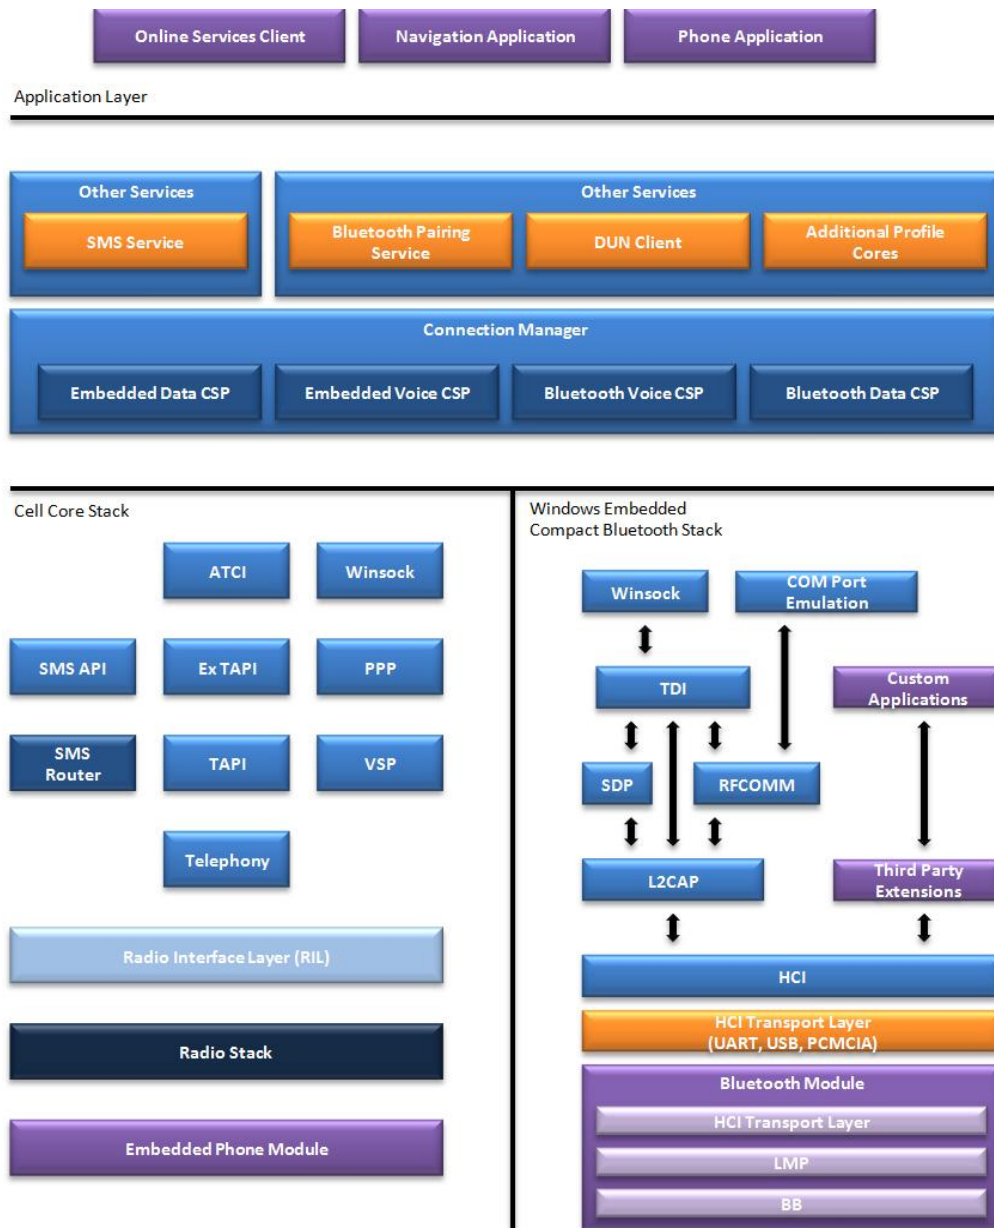 Online Services Client
Navigation Application
Phone Application
Application Layer
Other Services
SMS Service
Other Services
Bluetooth Pairing
Service
DUN Client
Additional Profile
Cores
Connection Manager
Embedded Data CSP
Embedded Voice CSP
Bluetooth Voice CSP
Bluetooth Data CSP
Cell Core Stack
ATCI
Winsock
SMS API
Ex TAPI
PPP
SMS
Router
TAPI
VSP
Telephony
Radio Interface Layer (RIL)
Radio Stack
Embedded Phone Module
Windows Embedded
Compact Bluetooth Stack
Winsock
COM Port
Emulation
TDI
Custom
Applications
SDP
RFCOMM
L2CAP
Third Party
Extensions
HCI
HCI Transport Layer
(UART, USB, PCMCIA)
Bluetooth Module
HCI Transport Layer
LMP
BB